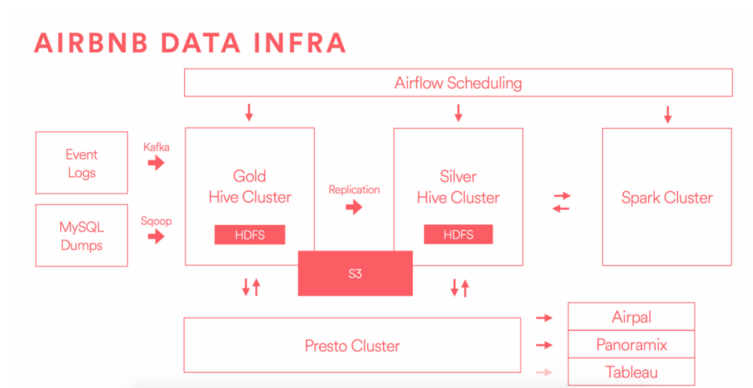 AIRBNB DATA INFRA
Airflow Scheduling
Event
Logs
Kafka
MySQL
Dumps
Sqoop
Gold
Hive Cluster
HDFS
Replication
Silver
Hive Cluster
HDFS
S3
Spark Cluster
Presto Cluster
Airpal
Panoramix
Tableau